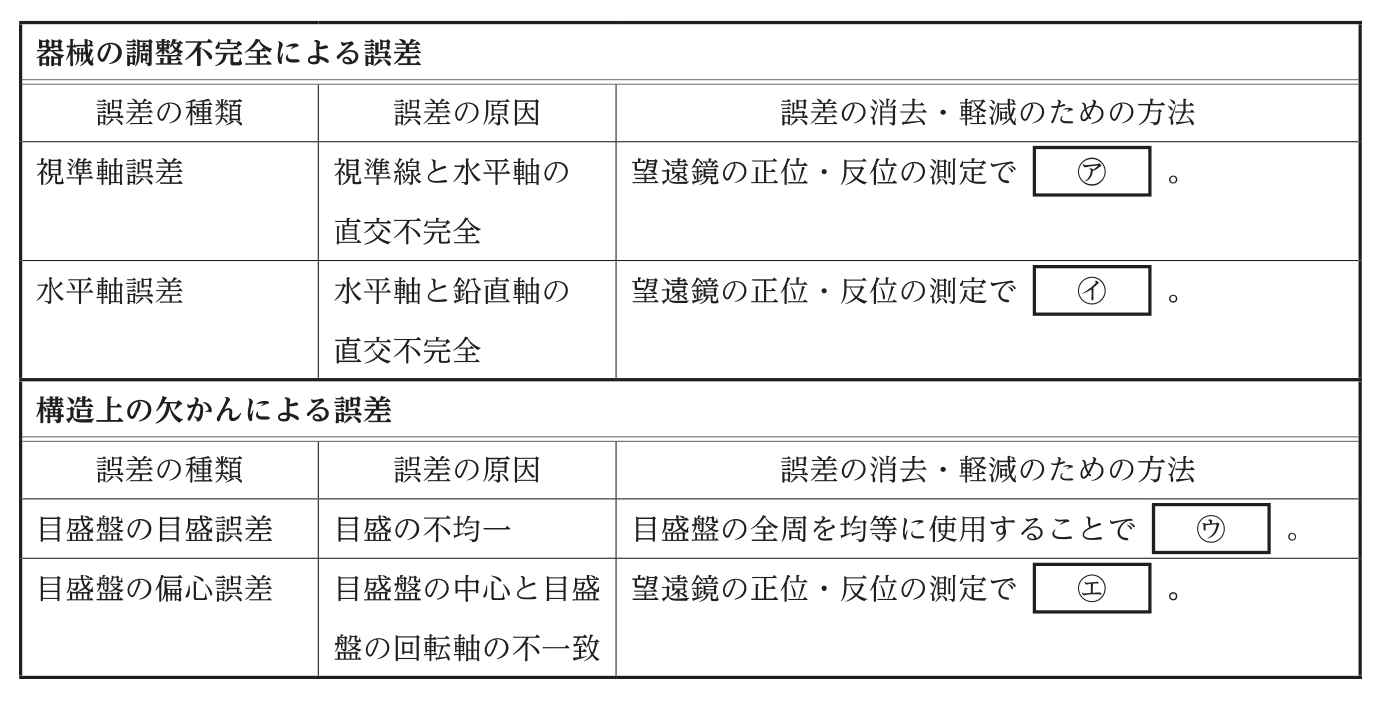 器械の調整不完全による誤差
誤差の種類 誤差の原因 誤差の消去・軽減のための方法
視準軸誤差 視準線と水平軸の 望遠鏡の正位・反位の測定で ㋐ 。
直交不完全
水平軸誤差 水平軸と鉛直軸の 望遠鏡の正位・反位の測定で ㋑ 。
直交不完全
構造上の欠かんによる誤差
誤差の種類 誤差の原因 誤差の消去・軽減のための方法
目盛盤の目盛誤差 目盛の不均一 目盛盤の全周を均等に使用することで ㋒ 。
目盛盤の偏心誤差 目盛盤の中心と目盛 望遠鏡の正位・反位の測定で ㋓ 。
盤の回転軸の不一致